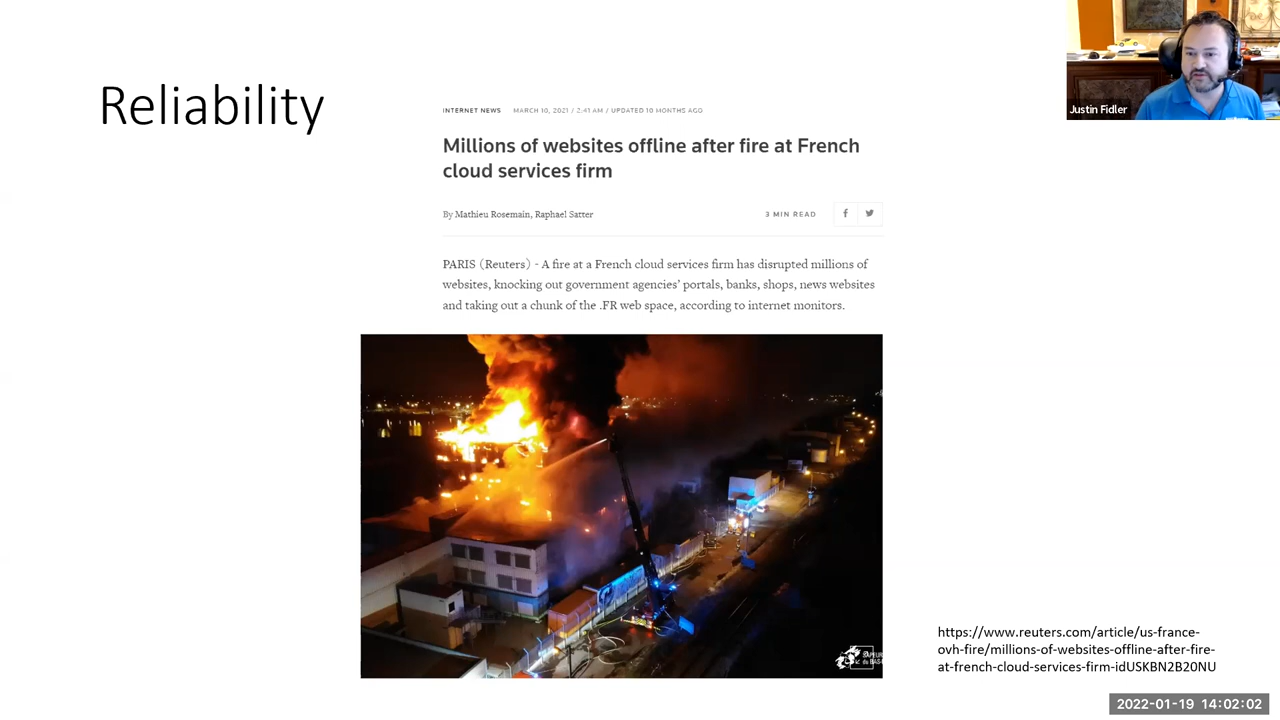 Reliability
Justin Fidler
INTERNET NEWS MARCH 10, 2021 / 2:41 AM / UPDATED 10 MONTHS AGO
Millions of websites offline after fire at French
cloud services firm
By Mathieu Rosemain, Raphael Satter
3 MIN READ
PARIS (Reuters) - A fire at a French cloud services firm has disrupted millions of
websites, knocking out government agencies’ portals, banks, shops, news websites
and taking out a chunk of the .FR web space, according to internet monitors.
https://www.reuters.com/article/us-france-
ovh-fire/millions-of-websites-offline-after-fire-
at-french-cloud-services-firm-idUSKBN2B20NU
2022-01-19 14:02:02